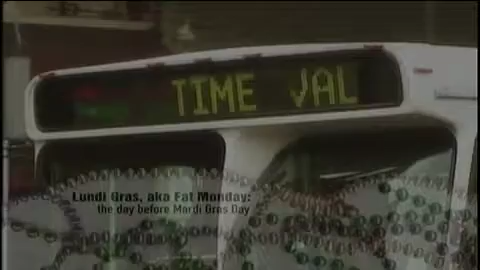 TIME VAL
Lundi Gras, aka Fat Monday:
the day before Mardi Gras Day